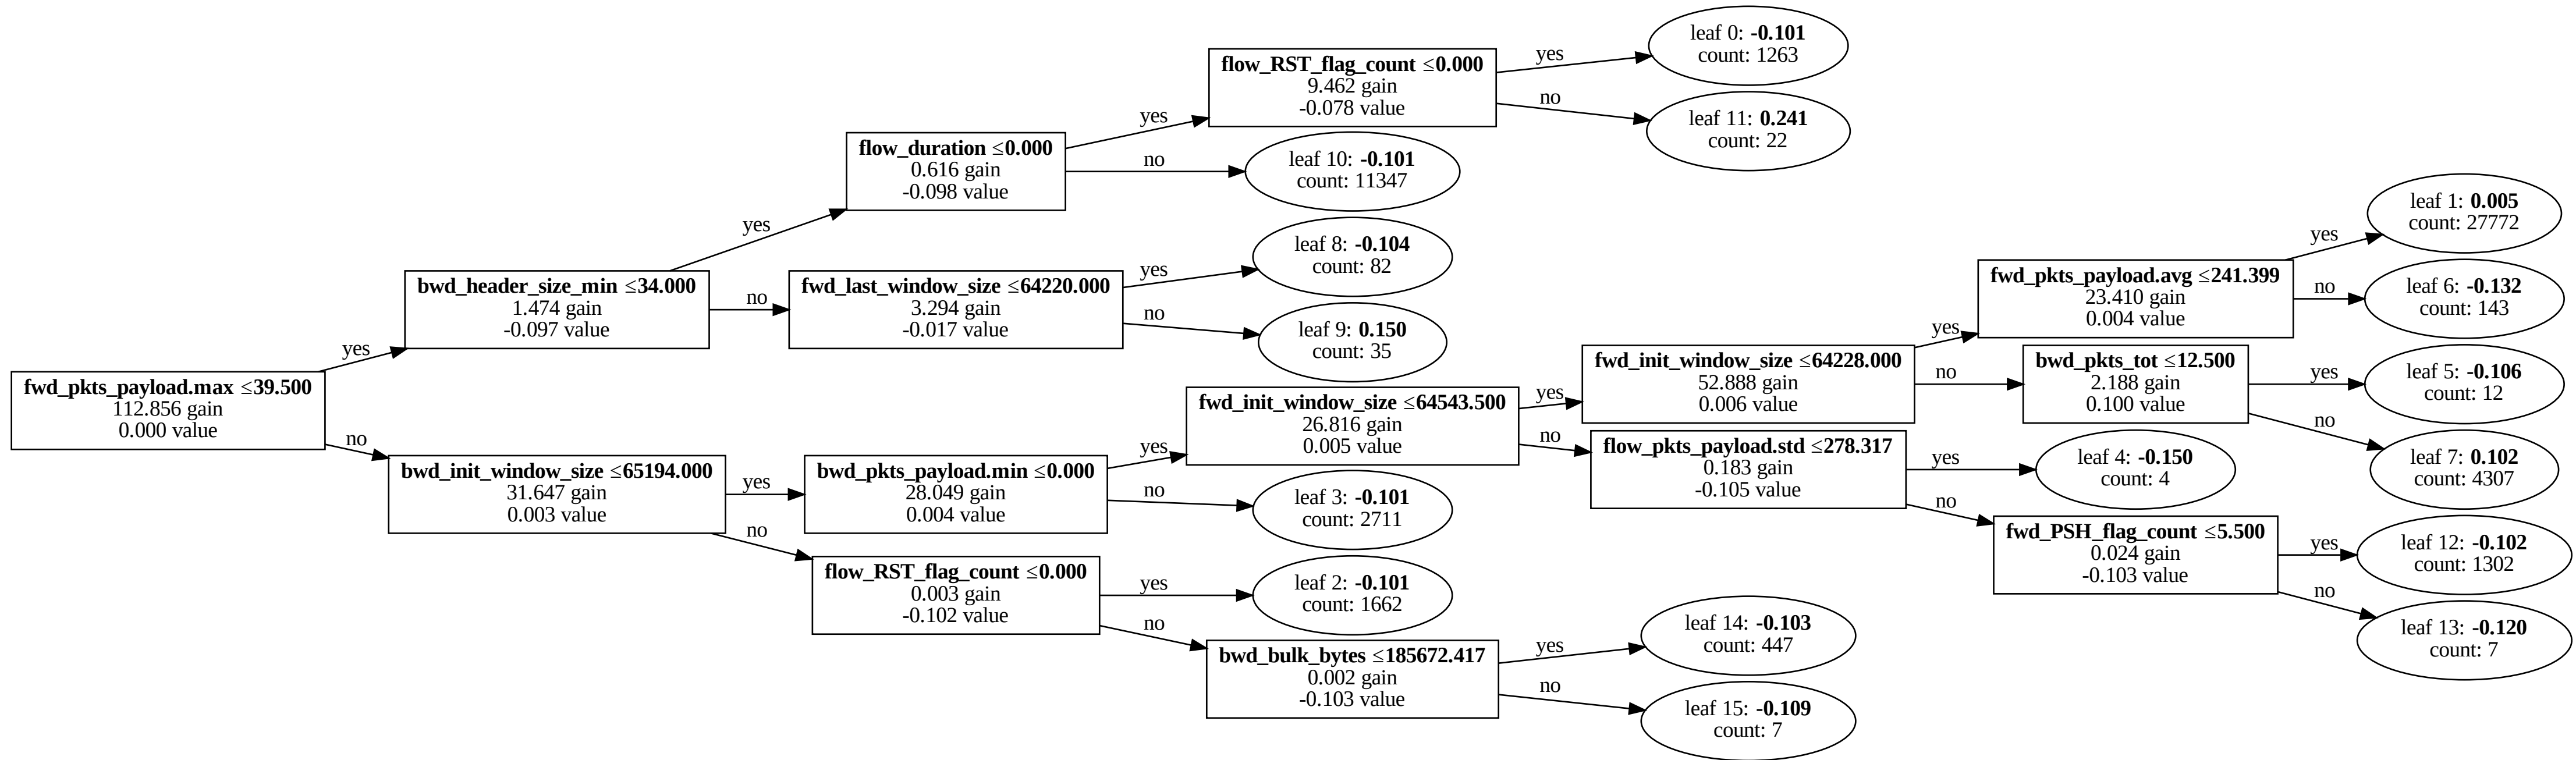 fwd_pkts_payload.max ≤39.500
112.856 gain
0.000 value
yes
no
bwd_header_size_min ≤34.000
1.474 gain
-0.097 value
yes
no
bwd_init_window_size ≤65194.000
31.647 gain
0.003 value
yes
no
flow_duration ≤0.000
0.616 gain
-0.098 value
yes
no
fwd_last_window_size ≤64220.000
3.294 gain
-0.017 value
yes
no
bwd_pkts_payload.min ≤0.000
28.049 gain
0.004 value
yes
no
flow_RST_flag_count ≤0.000
0.003 gain
-0.102 value
yes
no
flow_RST_flag_count ≤0.000
9.462 gain
-0.078 value
yes
no
leaf 10: -0.101
count: 11347
leaf 8: -0.104
count: 82
leaf 9: 0.150
count: 35
fwd_init_window_size ≤64543.500
26.816 gain
0.005 value
yes
no
leaf 3: -0.101
count: 2711
leaf 2: -0.101
count: 1662
bwd_bulk_bytes ≤185672.417
0.002 gain
-0.103 value
yes
no
leaf 0: -0.101
count: 1263
leaf 11: 0.241
count: 22
fwd_init_window_size ≤64228.000
52.888 gain
0.006 value
yes
no
flow_pkts_payload.std ≤278.317
0.183 gain
-0.105 value
yes
no
leaf 14: -0.103
count: 447
leaf 15: -0.109
count: 7
fwd_pkts_payload.avg ≤241.399
23.410 gain
0.004 value
yes
no
bwd_pkts_tot ≤12.500
2.188 gain
0.100 value
yes
no
leaf 4: -0.150
count: 4
fwd_PSH_flag_count ≤5.500
0.024 gain
-0.103 value
yes
no
leaf 1: 0.005
count: 27772
leaf 6: -0.132
count: 143
leaf 5: -0.106
count: 12
leaf 7: 0.102
count: 4307
leaf 12: -0.102
count: 1302
leaf 13: -0.120
count: 7